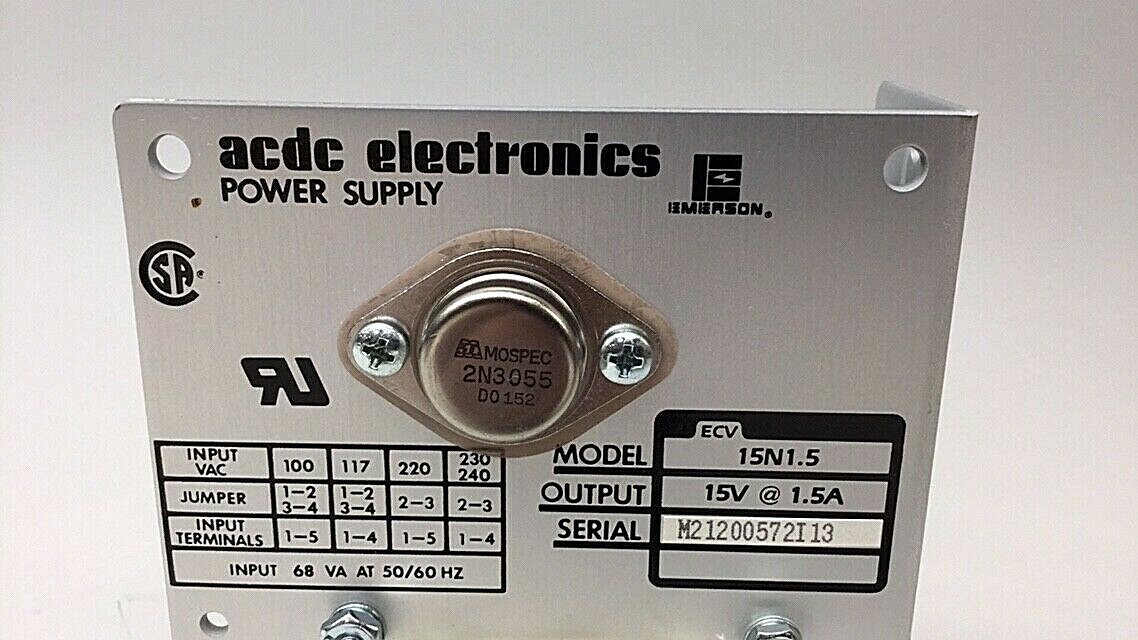 acdc electronics
POWER SUPPLY
EMERSON®
SA®
RU
MOSPEC
2N3055
D0152
INPUT VAC 100 117 220 230 240
JUMPER 1-2 3-4 1-2 3-4 2-3 2-3
INPUT TERMINALS 1-5 1-4 1-5 1-4
INPUT 68 VA AT 50/60 HZ
ECV
MODEL 15N1.5
OUTPUT 15V @ 1.5A
SERIAL M21200572I13